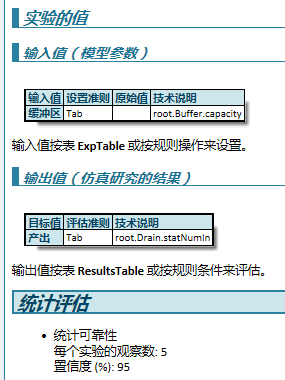 实验的值
输入值（模型参数）
输入值 设置准则 原始值 技术说明
缓冲区 Tab root.Buffer.capacity
输入值按表 ExpTable 或按规则操作来设置。
输出值（仿真研究的结果）
目标值 评估准则 技术说明
产出 Tab root.Drain.statNumIn
输出值按表 ResultsTable 或按规则条件来评估。
统计评估
• 统计可靠性
每个实验的观察数: 5
置信度 (%): 95